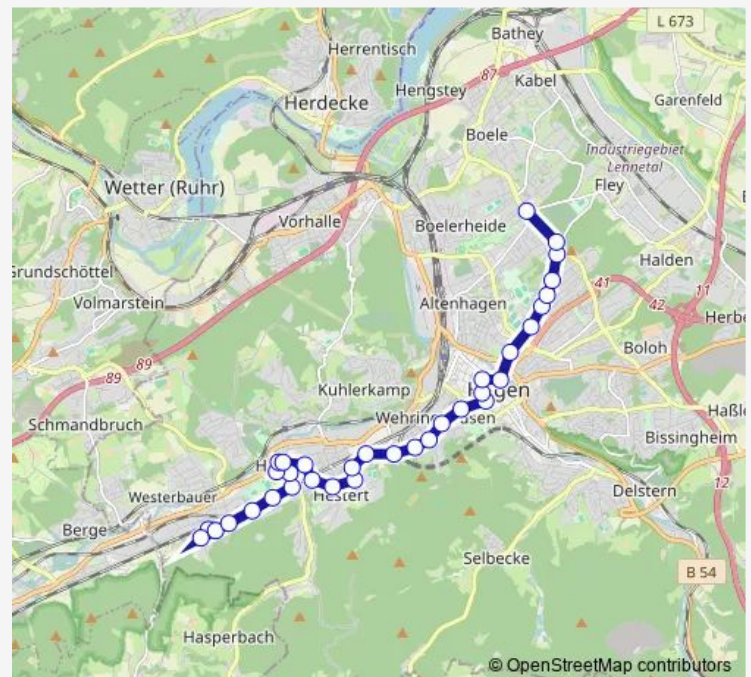 L 673
Bathey
Herrentisch
87
Kabel
Hengstey
Garenfeld
Herdecke
Boele
Industriegebiet
Lennetal
Wetter (Ruhr)
Fley
Vorhalle
Boelerheide
Halden
Grundschöttel
41
11
Volmarstein
Altenhagen
42
Herbe
89
Boloh
89
Kuhlerkamp
Hagen
Haßle
Schmandbruch
Wehringhausen
Bissingheim
12
Westerbauer
Hestert
Delstern
Berge
Selbecke
B 54
Hasperbach
© OpenStreetMap contributors